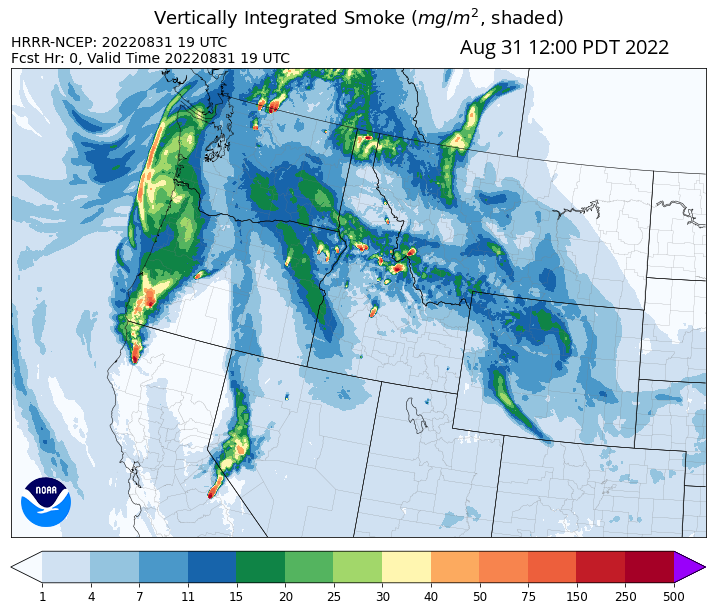 Vertically Integrated Smoke (mg/m², shaded)
HRRR-NCEP: 20220831 19 UTC
Aug 31 12:00 PDT 2022
Fcst Hr: 0, Valid Time 20220831 19 UTC
NOAA
1 4 7 11 15 20 25 30 40 50 75 150 250 500